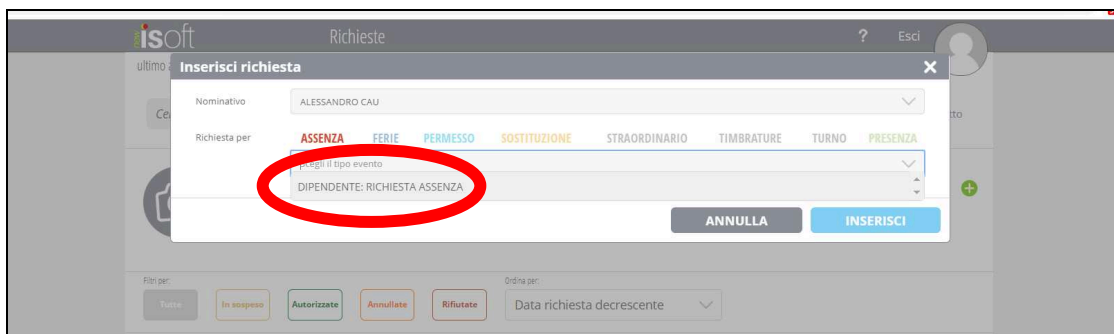 new isoft Richieste ? Esci
ultimo
Inserisci richiesta
Nominativo ALESSANDRO CAU
Richiesta per ASSENZA FERIE PERMESSO SOSTITUZIONE STRAORDINARIO TIMBRATURE TURNO PRESENZA
scegli il tipo evento
DIPENDENTE: RICHIESTA ASSENZA
ANNULLA INSERISCI
Filtri per: Ordina per:
Tutte In sospeso Autorizzate Annullate Rifiutate Data richiesta decrescente